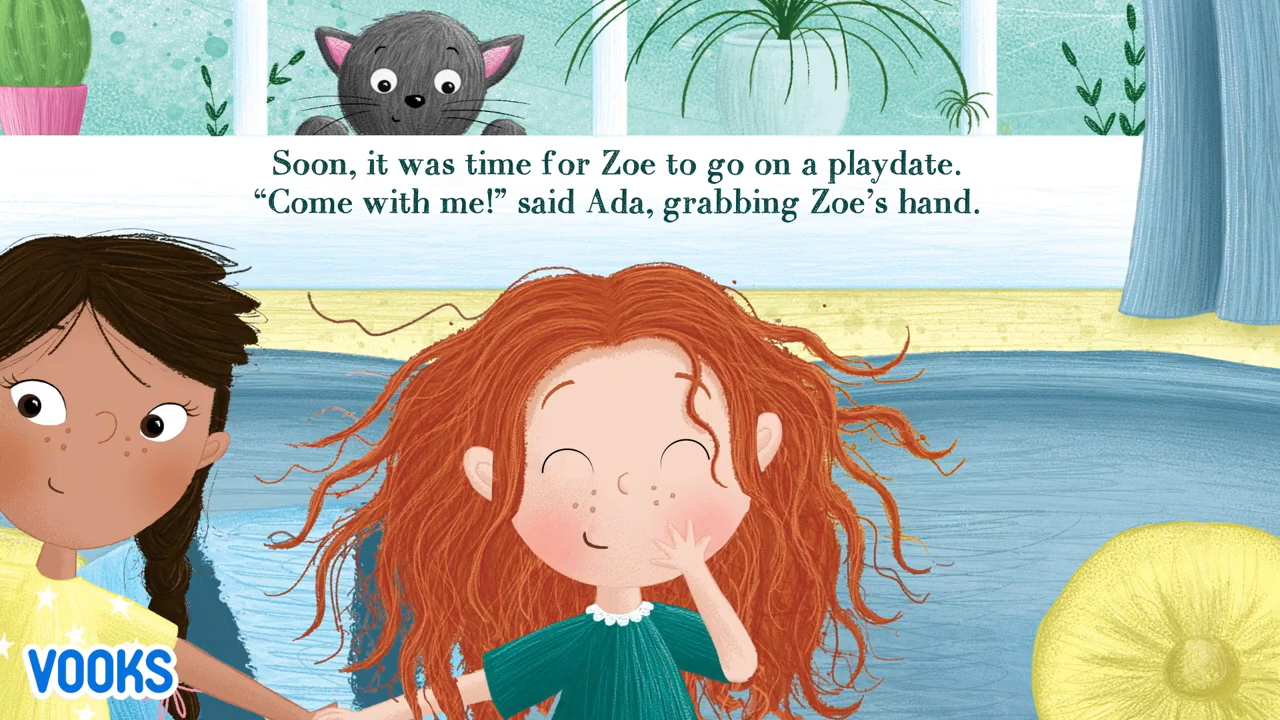 Soon, it was time for Zoe to go on a playdate.
“Come with me!” said Ada, grabbing Zoe’s hand.
VOOKS